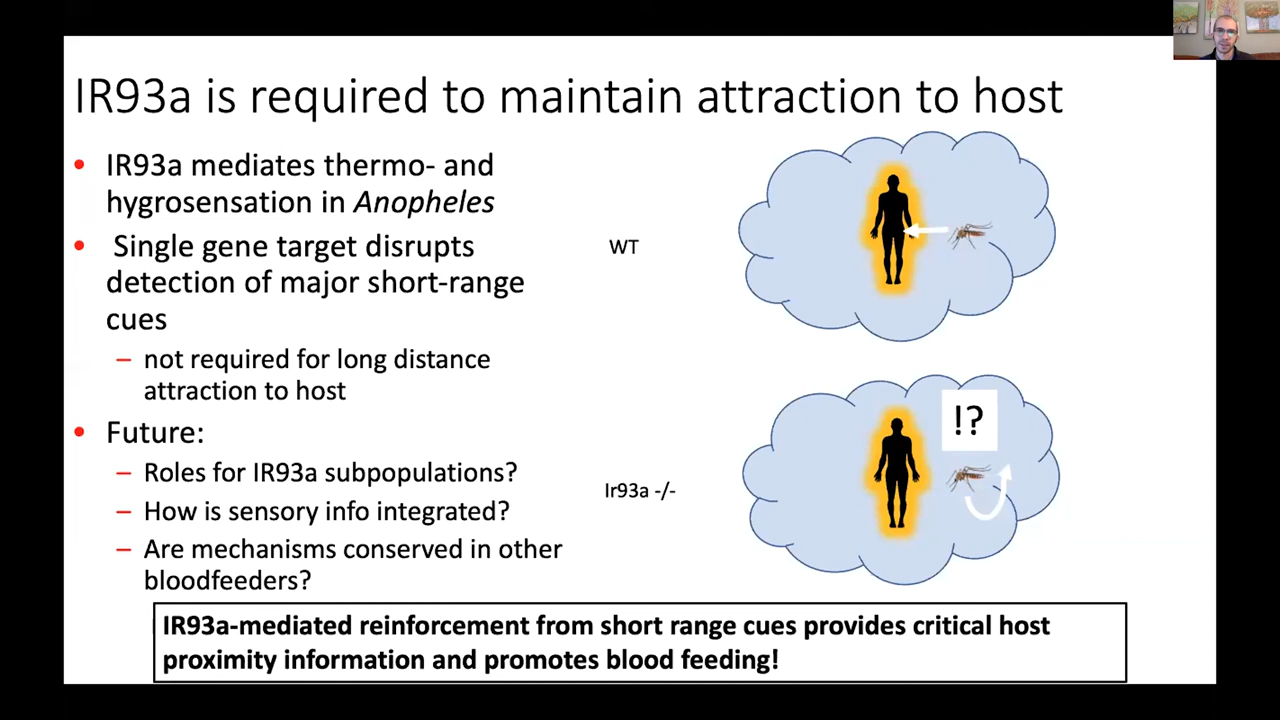 IR93a is required to maintain attraction to host
• IR93a mediates thermo- and
hygrosensation in Anopheles
• Single gene target disrupts
detection of major short-range
cues
– not required for long distance
attraction to host
• Future:
– Roles for IR93a subpopulations?
– How is sensory info integrated?
– Are mechanisms conserved in other
bloodfeeders?
WT
!?
Ir93a -/-
IR93a-mediated reinforcement from short range cues provides critical host
proximity information and promotes blood feeding!